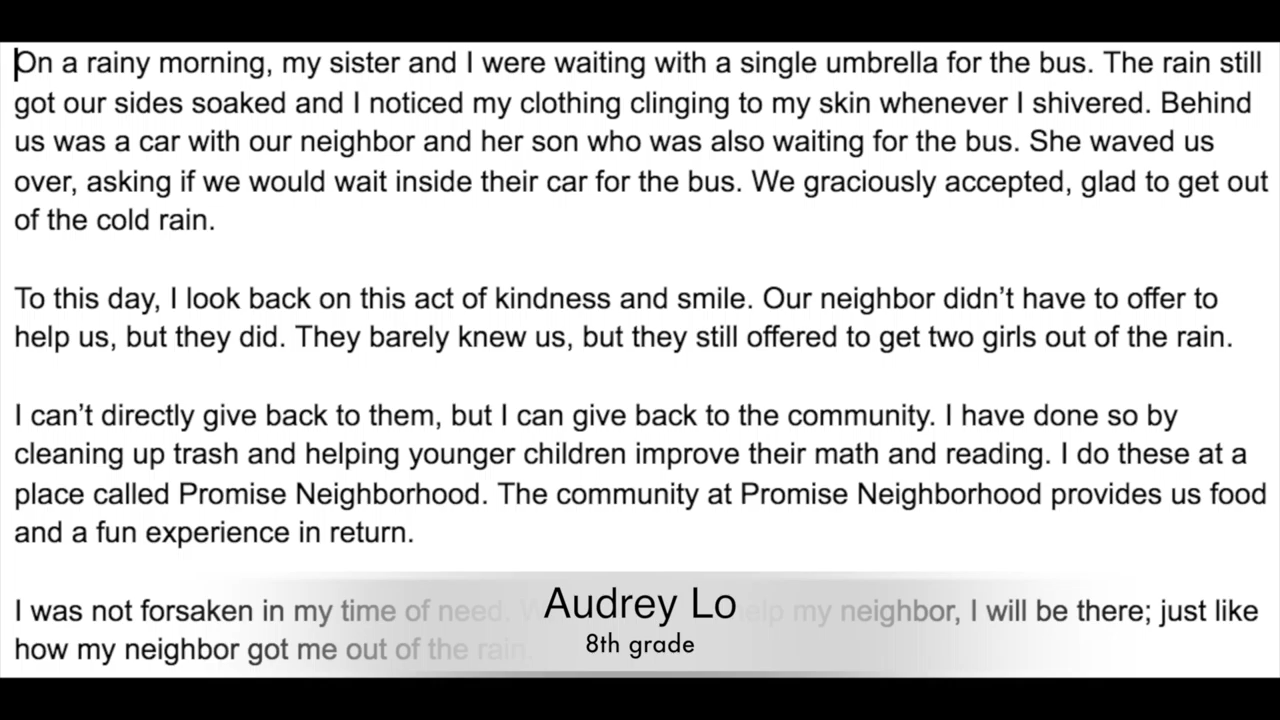 On a rainy morning, my sister and I were waiting with a single umbrella for the bus. The rain still
got our sides soaked and I noticed my clothing clinging to my skin whenever I shivered. Behind
us was a car with our neighbor and her son who was also waiting for the bus. She waved us
over, asking if we would wait inside their car for the bus. We graciously accepted, glad to get out
of the cold rain.
To this day, I look back on this act of kindness and smile. Our neighbor didn’t have to offer to
help us, but they did. They barely knew us, but they still offered to get two girls out of the rain.
I can’t directly give back to them, but I can give back to the community. I have done so by
cleaning up trash and helping younger children improve their math and reading. I do these at a
place called Promise Neighborhood. The community at Promise Neighborhood provides us food
and a fun experience in return.
I was not forsaken in my time of need. help my neighbor, I will be there; just like
how my neighbor got me out of the rain.
Audrey Lo
8th grade